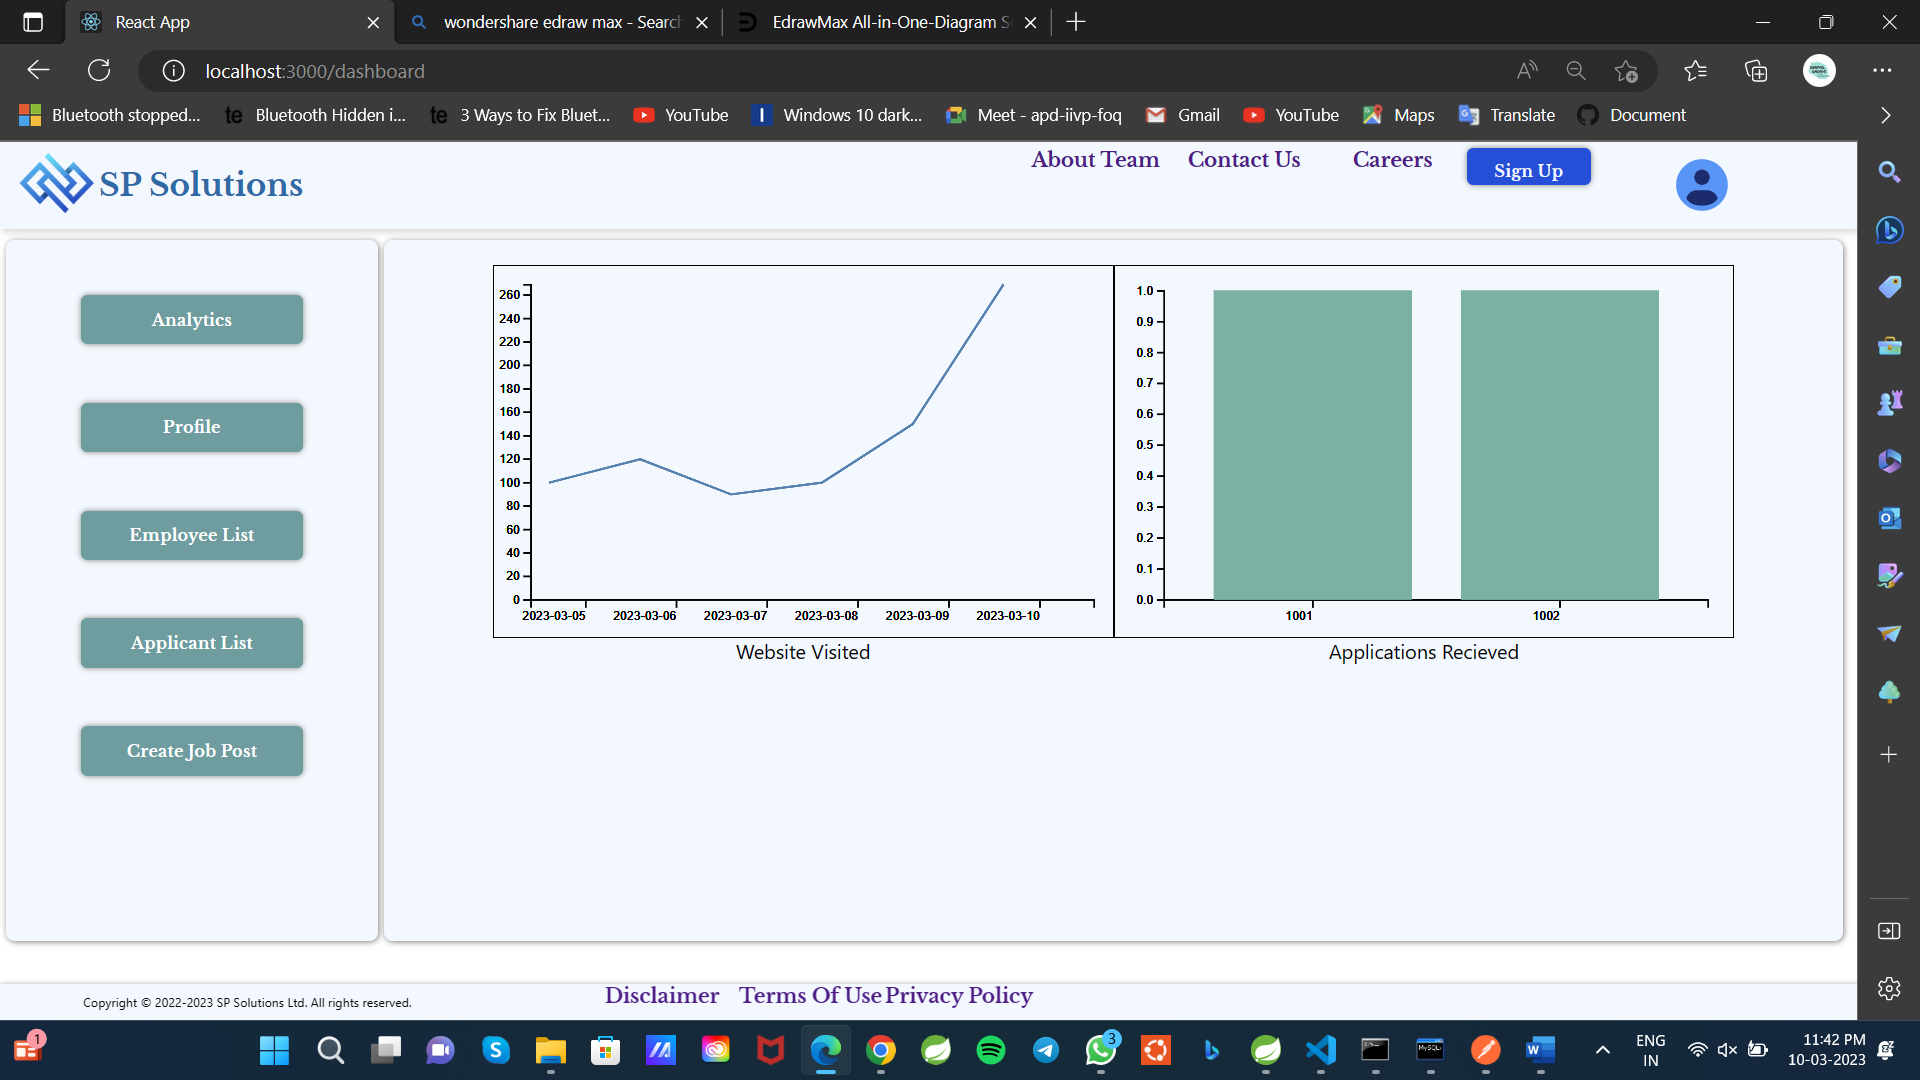 React App
wondershare edraw max - Search
EdrawMax All-in-One-Diagram S
localhost:3000/dashboard
Bluetooth stopped... te Bluetooth Hidden i... te 3 Ways to Fix Bluet... YouTube I Windows 10 dark... Meet - apd-iivp-foq Gmail YouTube Maps Translate Document
SP Solutions
About Team Contact Us Careers Sign Up
Analytics
Profile
Employee List
Applicant List
Create Job Post
260
240
220
200
180
160
140
120
100
80
60
40
20
0
2023-03-05 2023-03-06 2023-03-07 2023-03-08 2023-03-09 2023-03-10
Website Visited
1.0
0.9
0.8
0.7
0.6
0.5
0.4
0.3
0.2
0.1
0.0
1001 1002
Applications Recieved
Copyright © 2022-2023 SP Solutions Ltd. All rights reserved.
Disclaimer Terms Of Use Privacy Policy
1
3
MySQL
ENG
IN
11:42 PM
10-03-2023